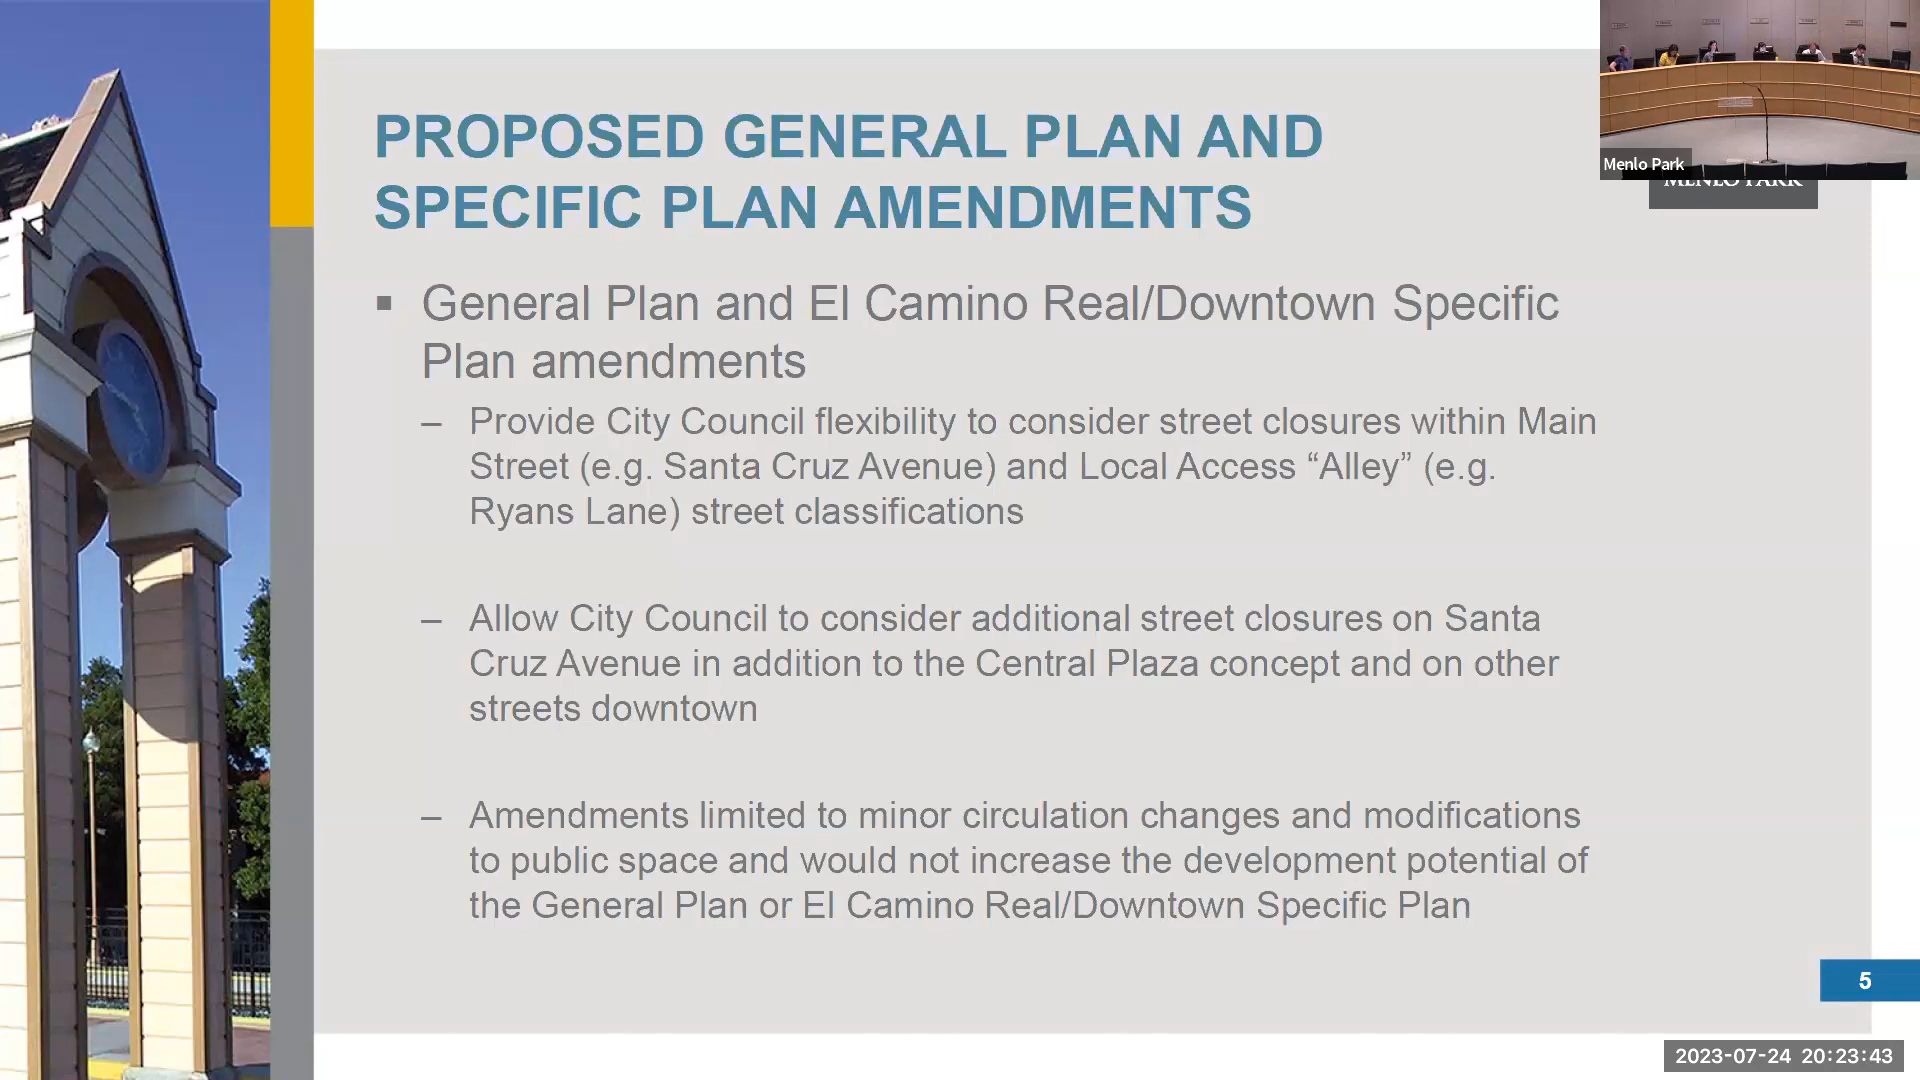 PROPOSED GENERAL PLAN AND
SPECIFIC PLAN AMENDMENTS
Menlo Park
MENLO PARK
▪ General Plan and El Camino Real/Downtown Specific
Plan amendments
– Provide City Council flexibility to consider street closures within Main
Street (e.g. Santa Cruz Avenue) and Local Access “Alley” (e.g.
Ryans Lane) street classifications
– Allow City Council to consider additional street closures on Santa
Cruz Avenue in addition to the Central Plaza concept and on other
streets downtown
– Amendments limited to minor circulation changes and modifications
to public space and would not increase the development potential of
the General Plan or El Camino Real/Downtown Specific Plan
5
2023-07-24 20:23:43